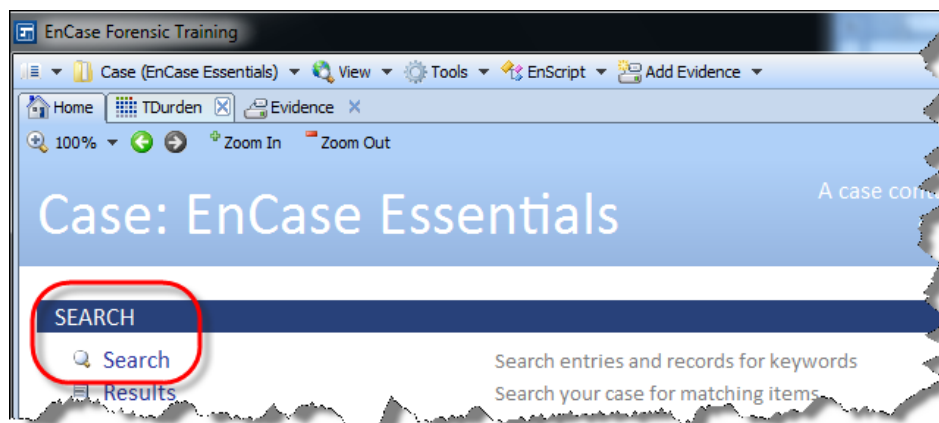 EnCase Forensic Training
Case (EnCase Essentials) View Tools EnScript Add Evidence
Home TDurden Evidence
100% Zoom In Zoom Out
A case
Case: EnCase Essentials
SEARCH
Search Search entries and records for keywords
Results Search your case for matching items